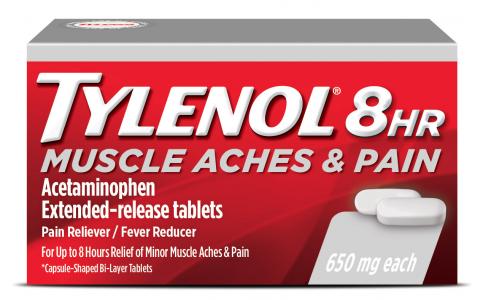 TYLENOL® 8HR
MUSCLE ACHES & PAIN
Acetaminophen
Extended-release tablets
Pain Reliever / Fever Reducer
For Up to 8 Hours Relief of Minor Muscle Aches & Pain
*Capsule-Shaped Bi-Layer Tablets
650 mg each